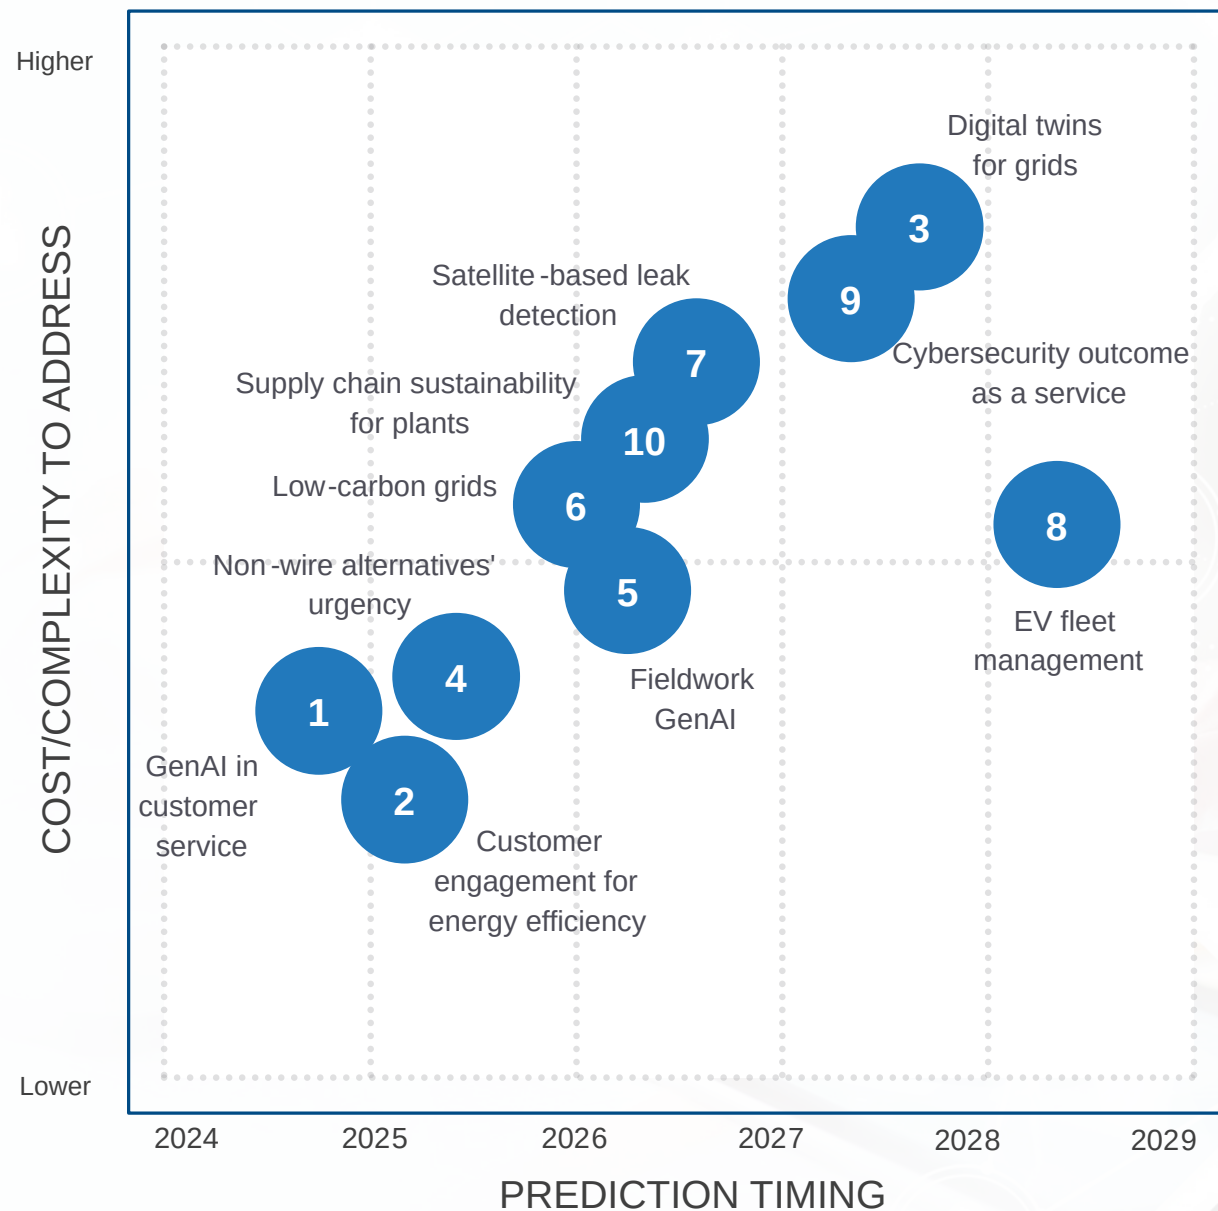 Higher
Digital twins
for grids
3
Satellite-based leak
detection
9
Cybersecurity outcome
as a service
7
Supply chain sustainability
for plants
10
Low-carbon grids
6
8
EV fleet
management
Non-wire alternatives'
urgency
5
Fieldwork
GenAI
4
1
GenAI in
customer
service
2
Customer
engagement for
energy efficiency
COST/COMPLEXITY TO ADDRESS
Lower
2024 2025 2026 2027 2028 2029
PREDICTION TIMING